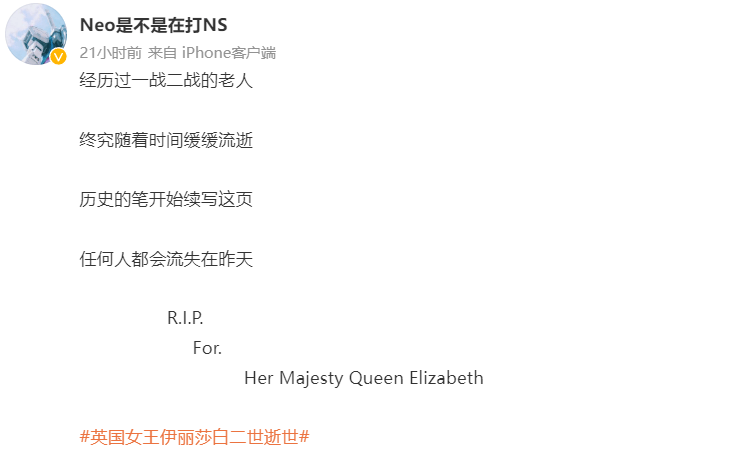 Neo是不是在打NS
21小时前 来自 iPhone客户端
经历过一战二战的老人
终究随着时间缓缓流逝
历史的笔开始续写这页
任何人都会流失在昨天
R.I.P.
For.
Her Majesty Queen Elizabeth
#英国女王伊丽莎白二世逝世#